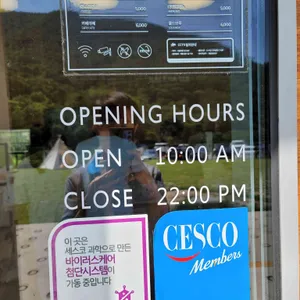 OPENING HOURS
OPEN - 10:00 AM
CLOSE 22:00 PM
이 곳은
세스코 과학으로 만든
바이러스케어
첨단시스템이
가동 중입니다
CESCO
Members